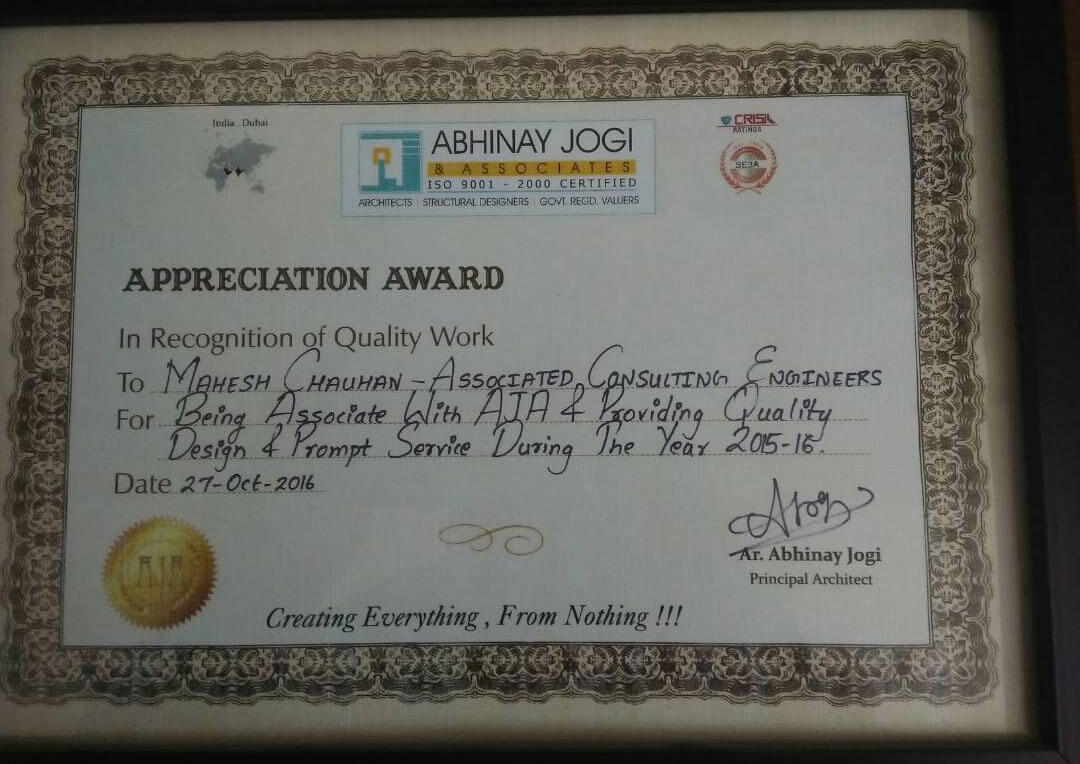 India Dubai
ABHINAY JOGI
& ASSOCIATES
ISO 9001 - 2000 CERTIFIED
ARCHITECTS | STRUCTURAL DESIGNERS | GOVT. REGD. VALUERS
CRISIL
RATINGS
SE3A
APPRECIATION AWARD
In Recognition of Quality Work
To MAHESH CHAUHAN - ASSOCIATED CONSULTING ENGINEERS
For Being Associate With AJA & Providing Quality
Design & Prompt Service During The Year 2015-16.
Date 27-Oct-2016
AJA
Ar. Abhinay Jogi
Principal Architect
Creating Everything , From Nothing !!!